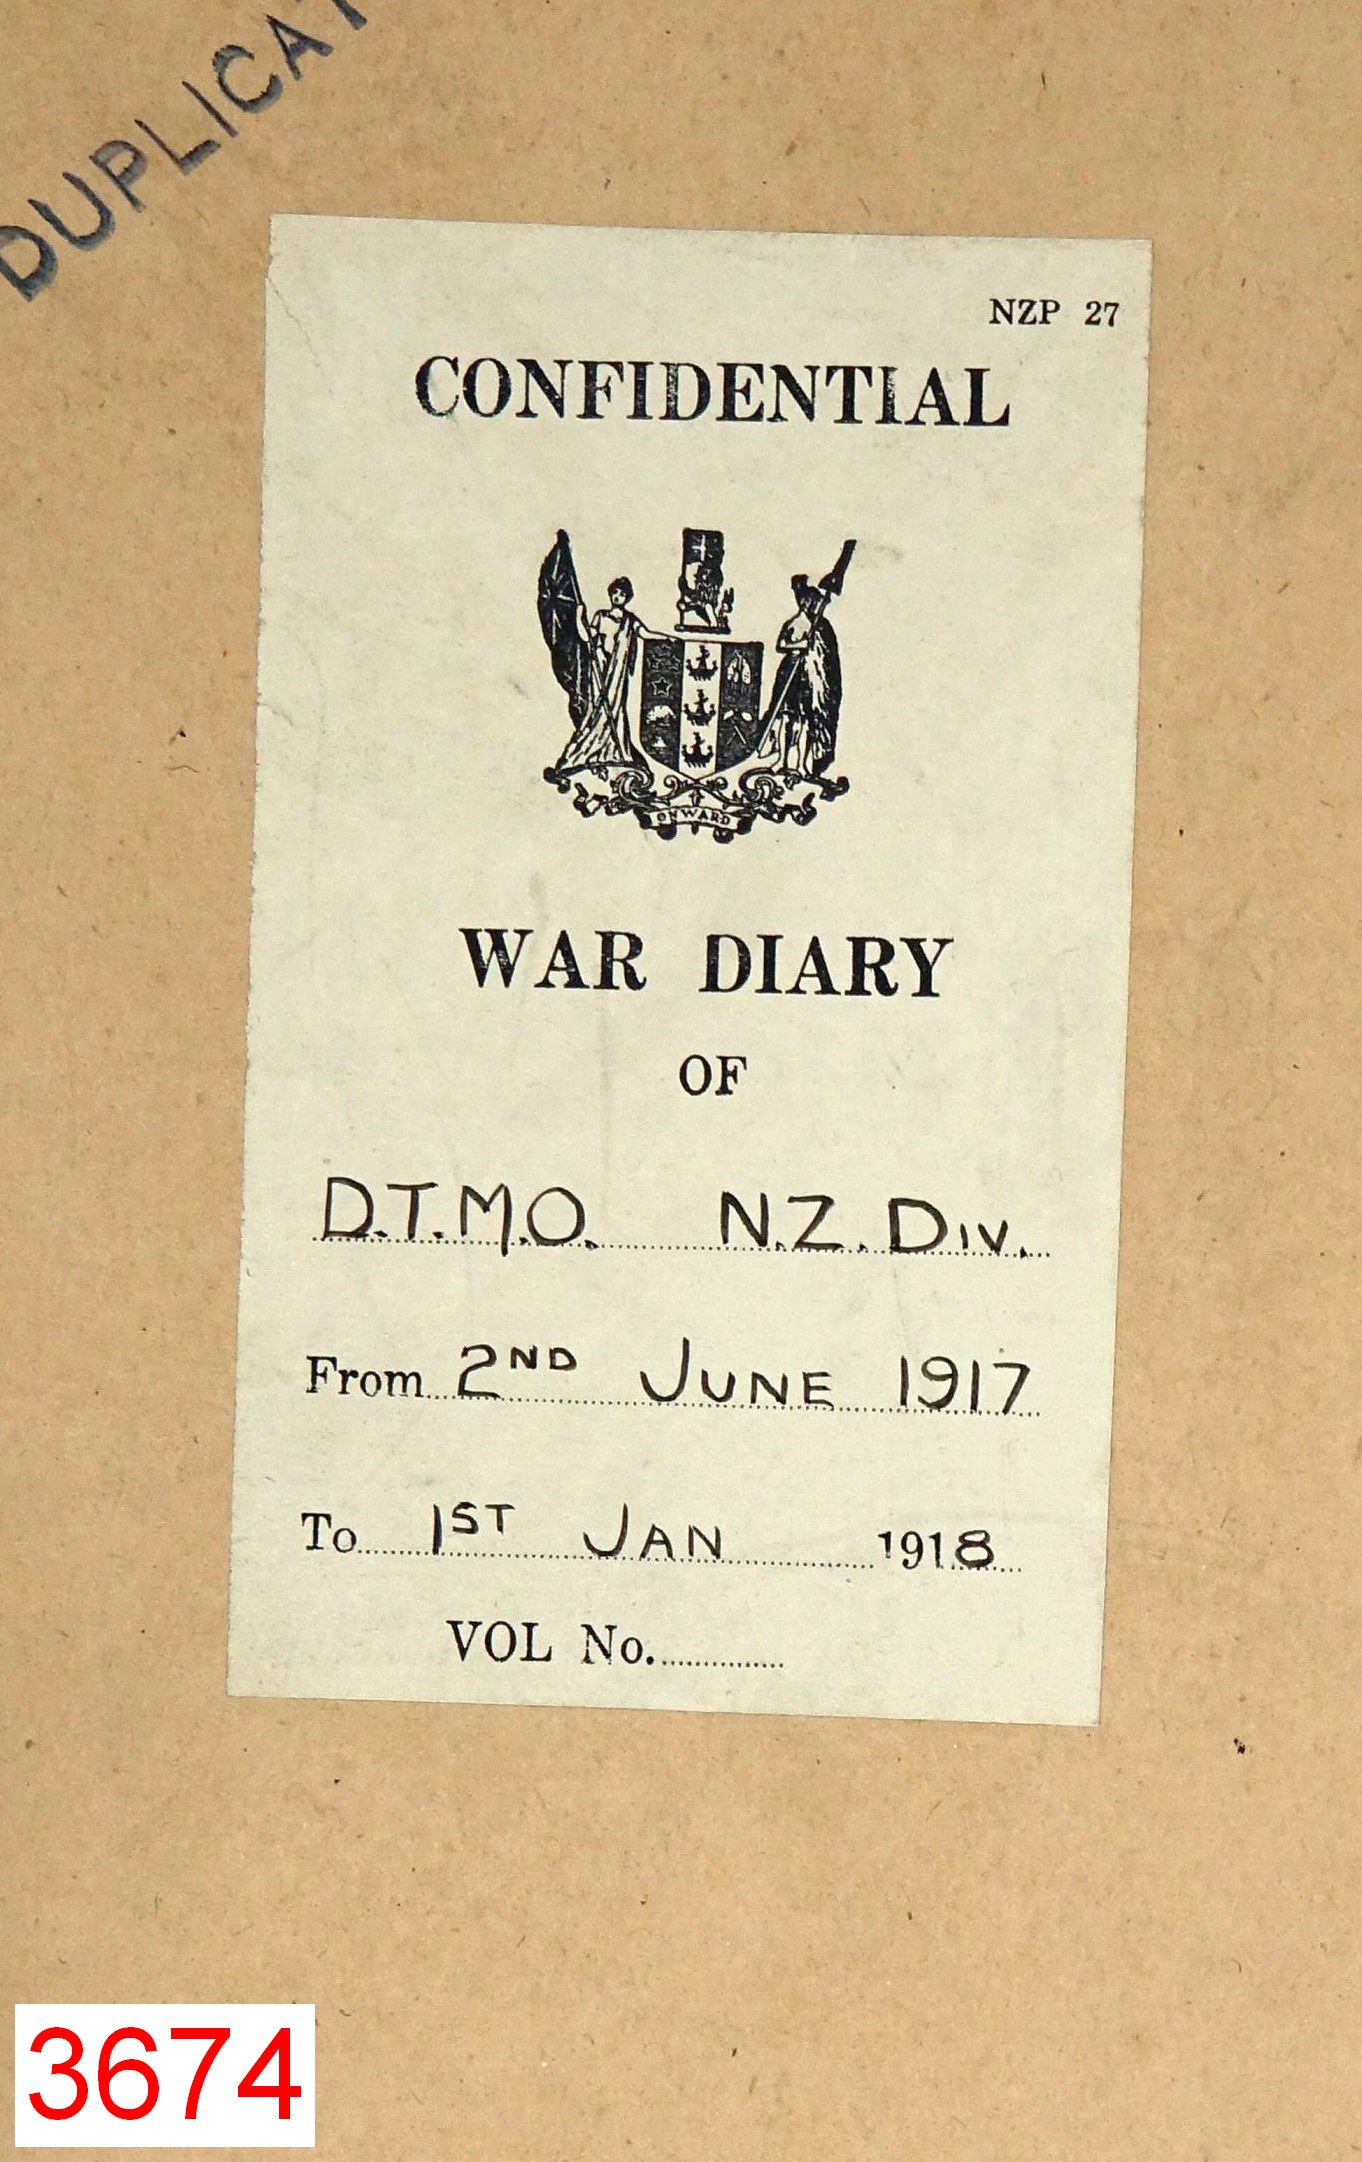 DUPLICAT
NZP 27
CONFIDENTIAL
ONWARD
WAR DIARY
OF
D.T.M.O. N.Z. DIV.
From 2ND JUNE 1917
To 1ST JAN 1918
VOL No.
3674